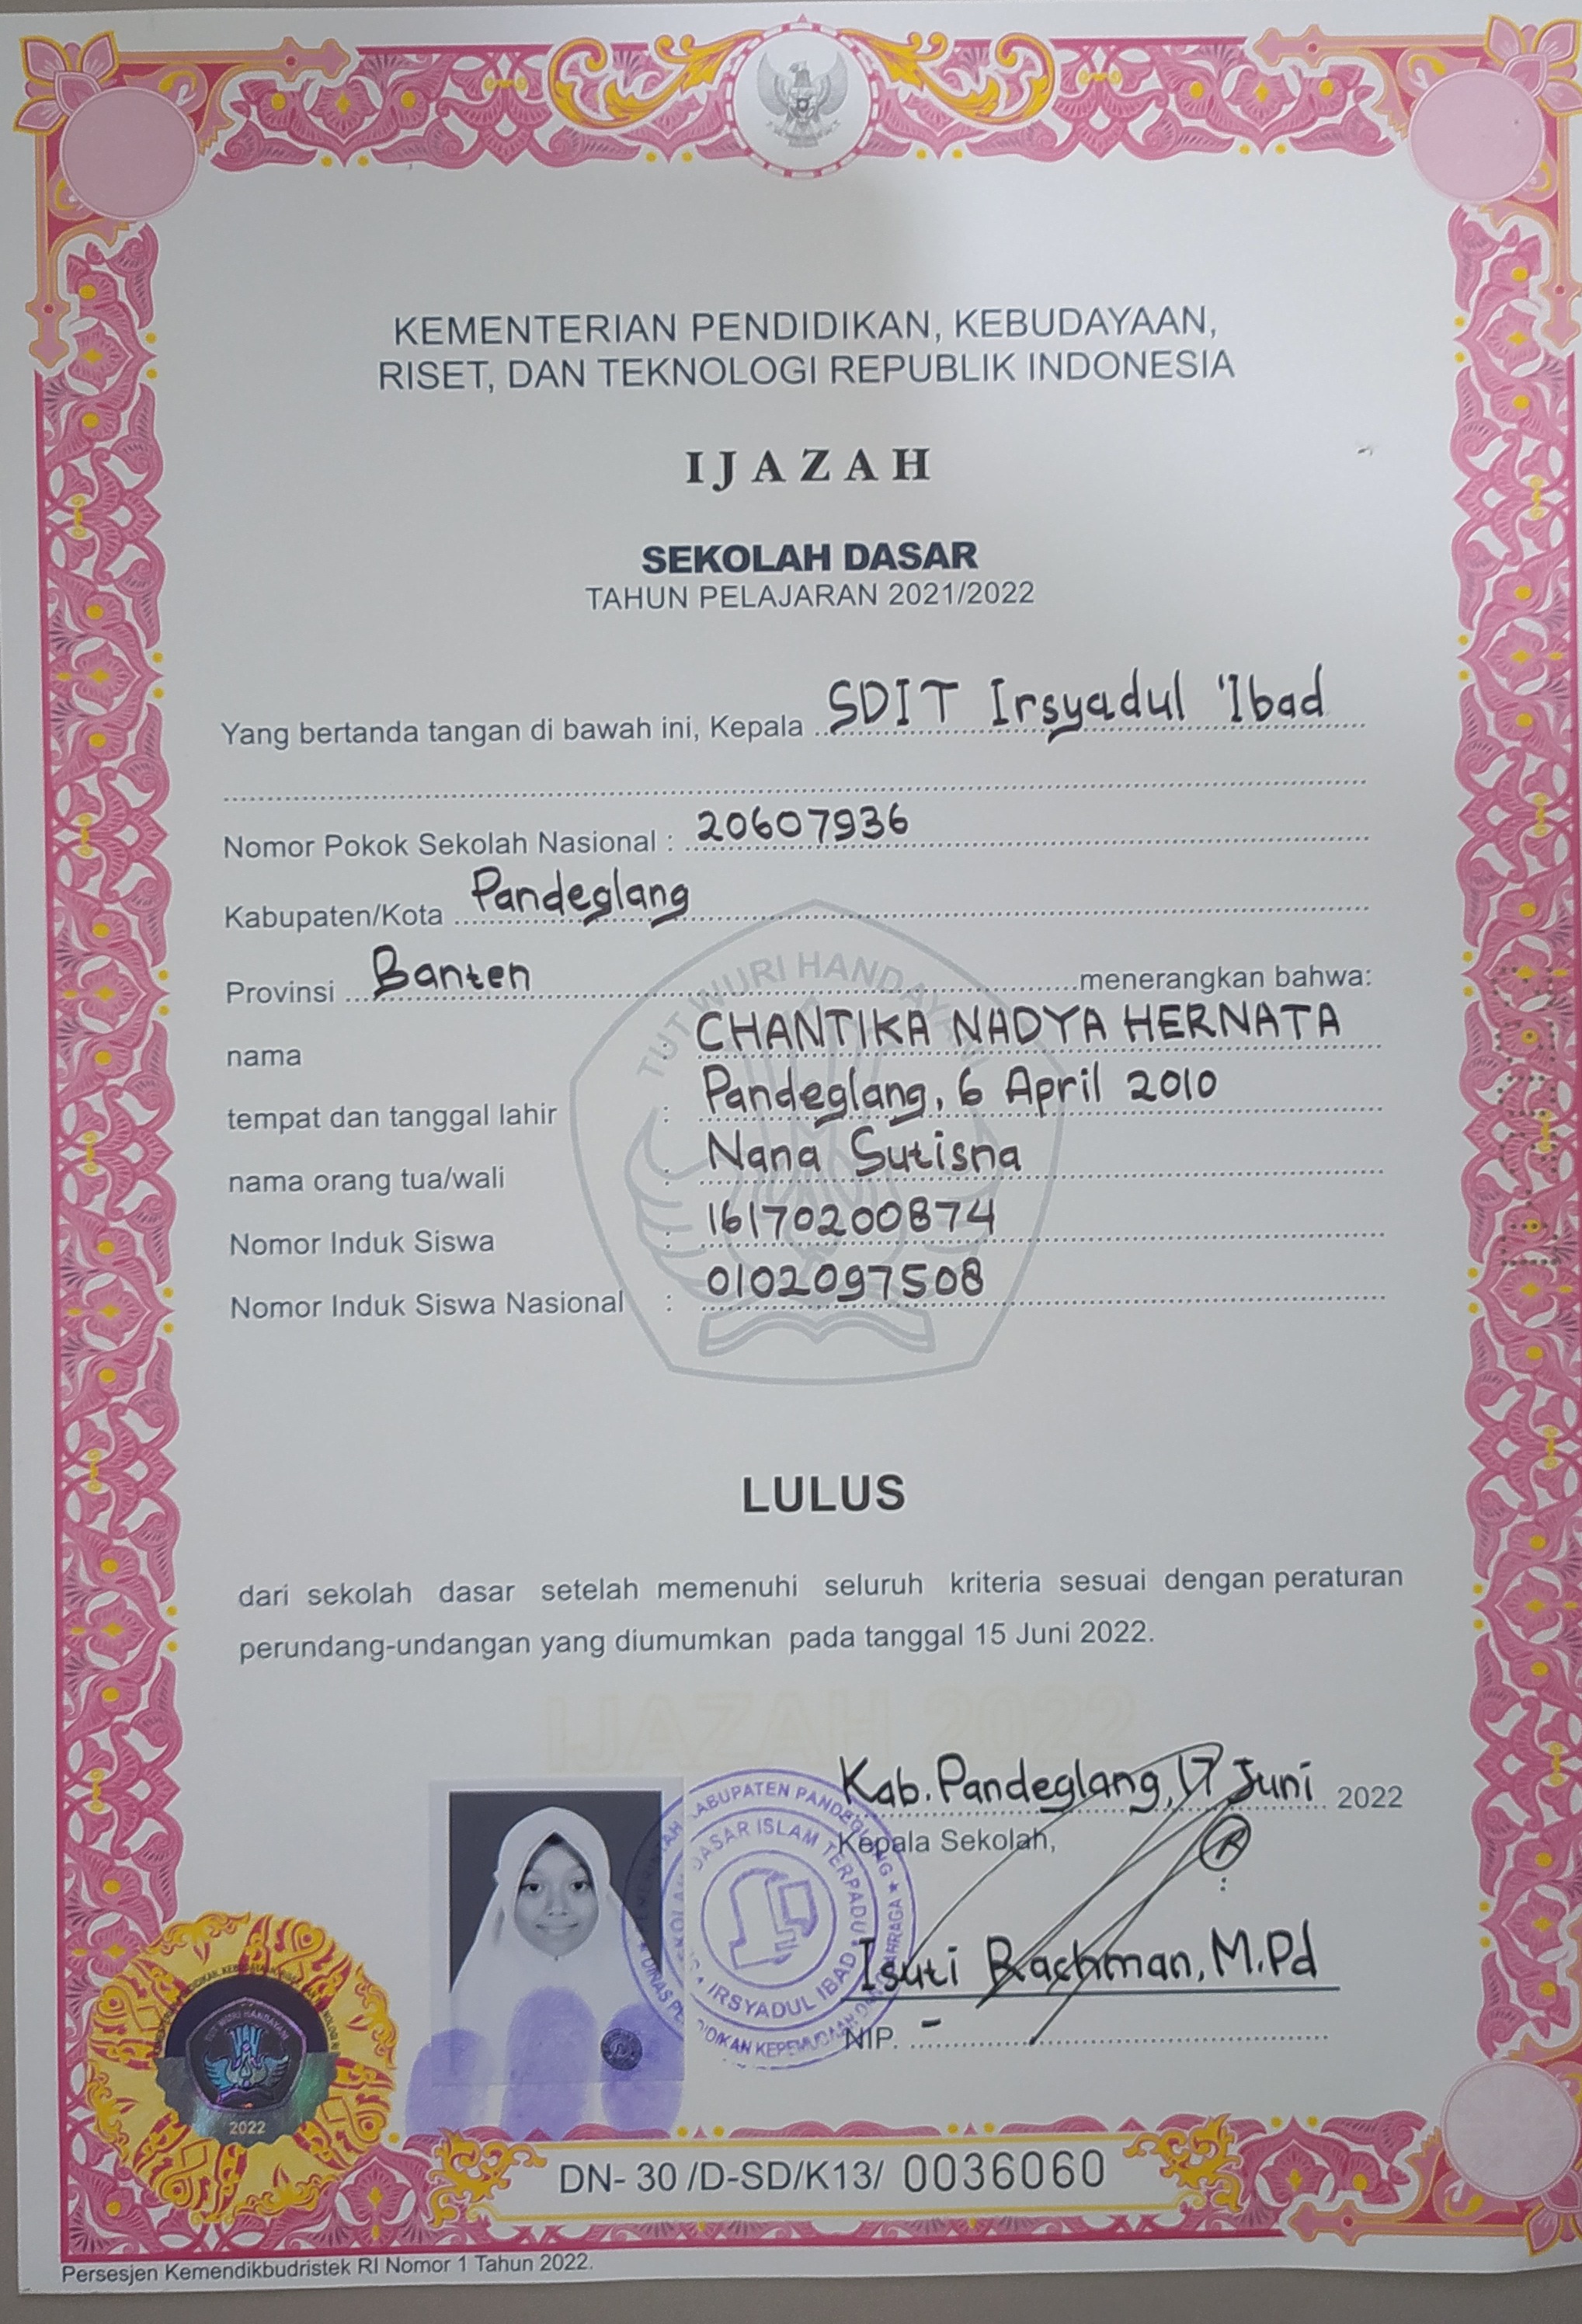 KEMENTERIAN PENDIDIKAN, KEBUDAYAAN,
RISET, DAN TEKNOLOGI REPUBLIK INDONESIA
IJAZAH
SEKOLAH DASAR
TAHUN PELAJARAN 2021/2022
Yang bertanda tangan di bawah ini, Kepala SDIT Irsyadul 'Ibad
Nomor Pokok Sekolah Nasional : 20607936
Kabupaten/Kota Pandeglang
Provinsi Banten menerangkan bahwa:
TUT WURI HANDAYANI
nama : CHANTIKA NADYA HERNATA
tempat dan tanggal lahir : Pandeglang, 6 April 2010
nama orang tua/wali : Nana Sutisna
Nomor Induk Siswa : 16170200874
Nomor Induk Siswa Nasional : 0102097508
LULUS
dari sekolah dasar setelah memenuhi seluruh kriteria sesuai dengan peraturan
perundang-undangan yang diumumkan pada tanggal 15 Juni 2022.
IJAZAH 2022
Kab. Pandeglang, 17 Juni 2022
Kepala Sekolah,
KABUPATEN PANDEGLANG
DASAR ISLAM TERPADU
IRSYADUL IBAD
Isuti Rachman, M.Pd
NIP. -
TUT WURI HANDAYANI
2022
DN- 30 /D-SD/K13/ 0036060
Persesjen Kemendikbudristek RI Nomor 1 Tahun 2022.